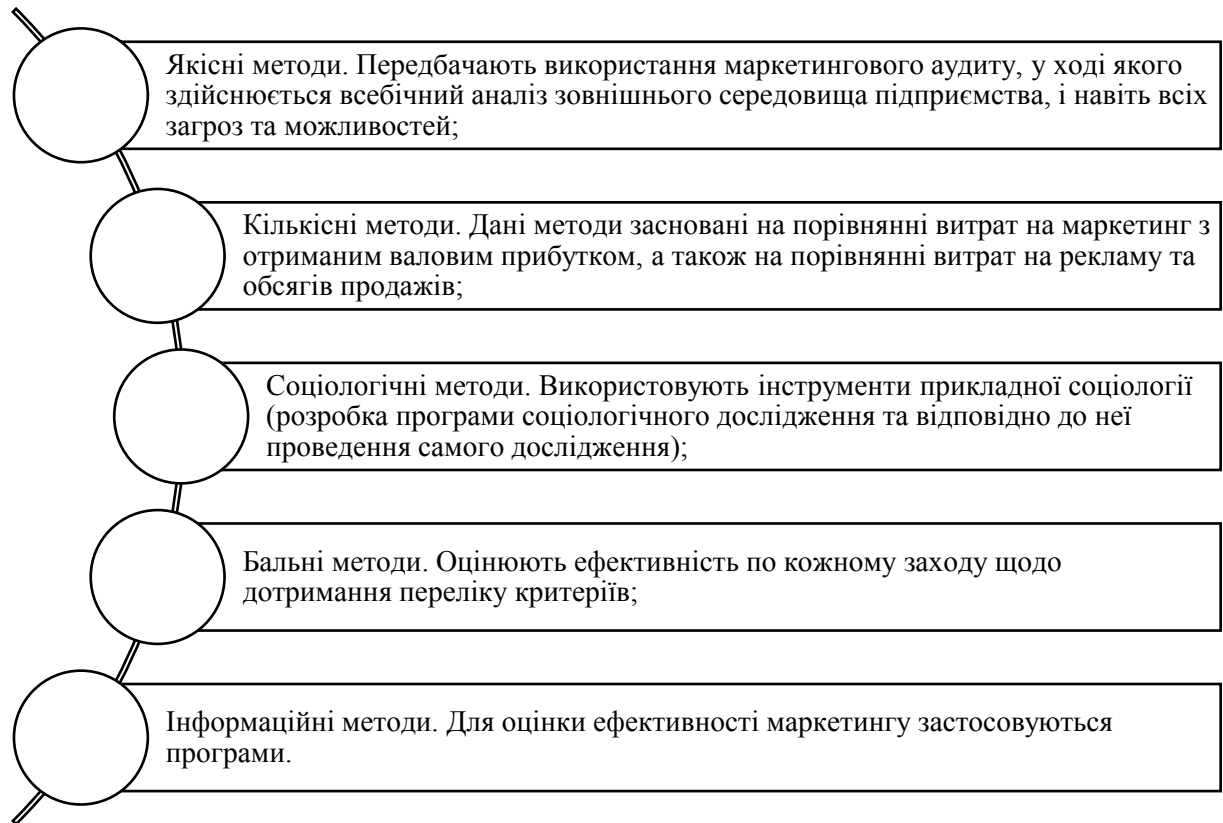 Якісні методи. Передбачають використання маркетингового аудиту, у ході якого
здійснюється всебічний аналіз зовнішнього середовища підприємства, і навіть всіх
загроз та можливостей;
Кількісні методи. Дані методи засновані на порівнянні витрат на маркетинг з
отриманим валовим прибутком, а також на порівнянні витрат на рекламу та
обсягів продажів;
Соціологічні методи. Використовують інструменти прикладної соціології
(розробка програми соціологічного дослідження та відповідно до неї
проведення самого дослідження);
Бальні методи. Оцінюють ефективність по кожному заходу щодо
дотримання переліку критеріїв;
Інформаційні методи. Для оцінки ефективності маркетингу застосовуються
програми.